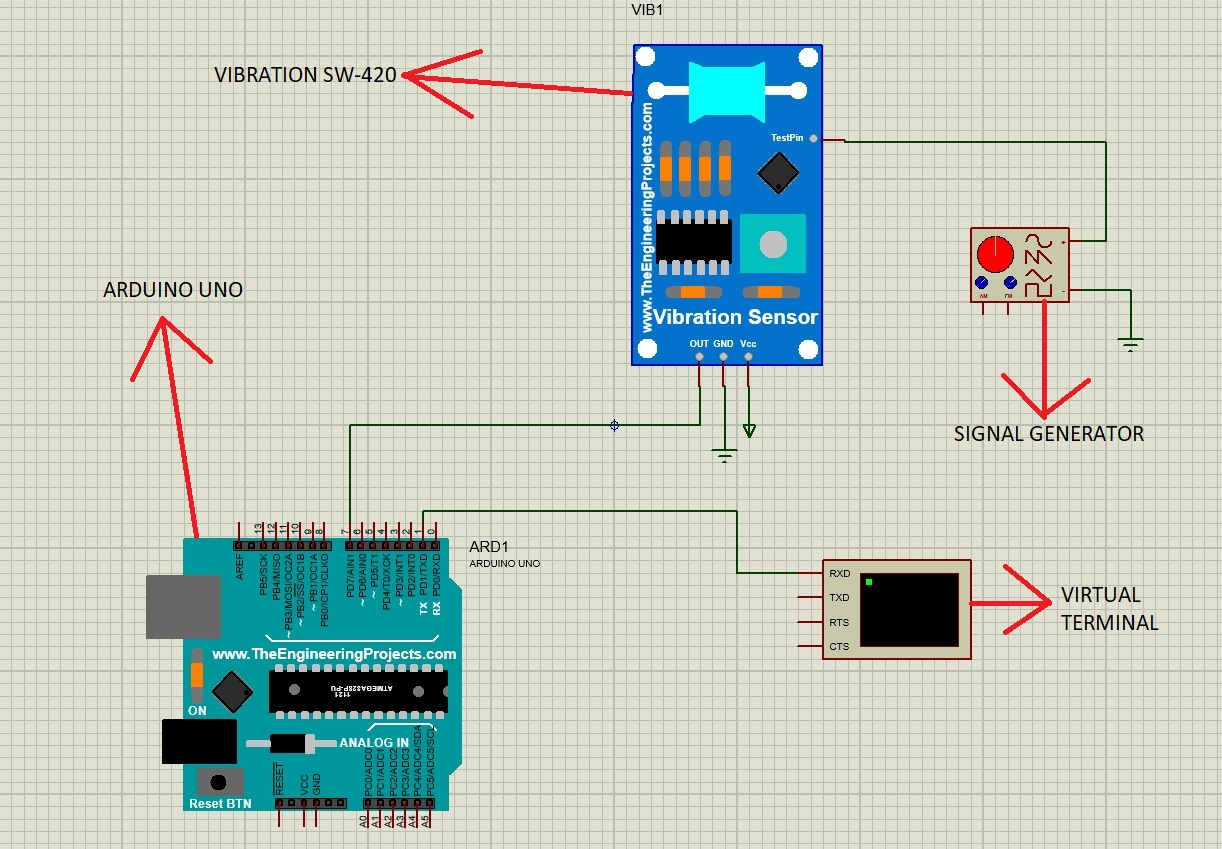 VIB1
VIBRATION SW-420
TestPin
www.TheEngineeringProjects.com
Vibration Sensor
OUT GND Vcc
+
-
AM FM
SIGNAL GENERATOR
ARDUINO UNO
ARD1
ARDUINO UNO
13 12 11 10 9 8 7 6 5 4 3 2 1 0
AREF
PB5/SCK
PB4/MISO
~PB3/MOSI/OC2A
~PB2/SS/OC1B
~PB1/OC1A
PB0/ICP1/CLKO
PD7/AIN1
~PD6/AIN0
~PD5/T1
PD4/T0/XCK
~PD3/INT1
PD2/INT0
TX PD1/TXD
RX PD0/RXD
www.TheEngineeringProjects.com
ATMEGA328P-PU
1121
ON
ANALOG IN
Reset BTN
RESET
VCC
GND
PC0/ADC0
PC1/ADC1
PC2/ADC2
PC3/ADC3
PC4/ADC4/SDA
PC5/ADC5/SCL
A0 A1 A2 A3 A4 A5
RXD
TXD
RTS
CTS
VIRTUAL
TERMINAL